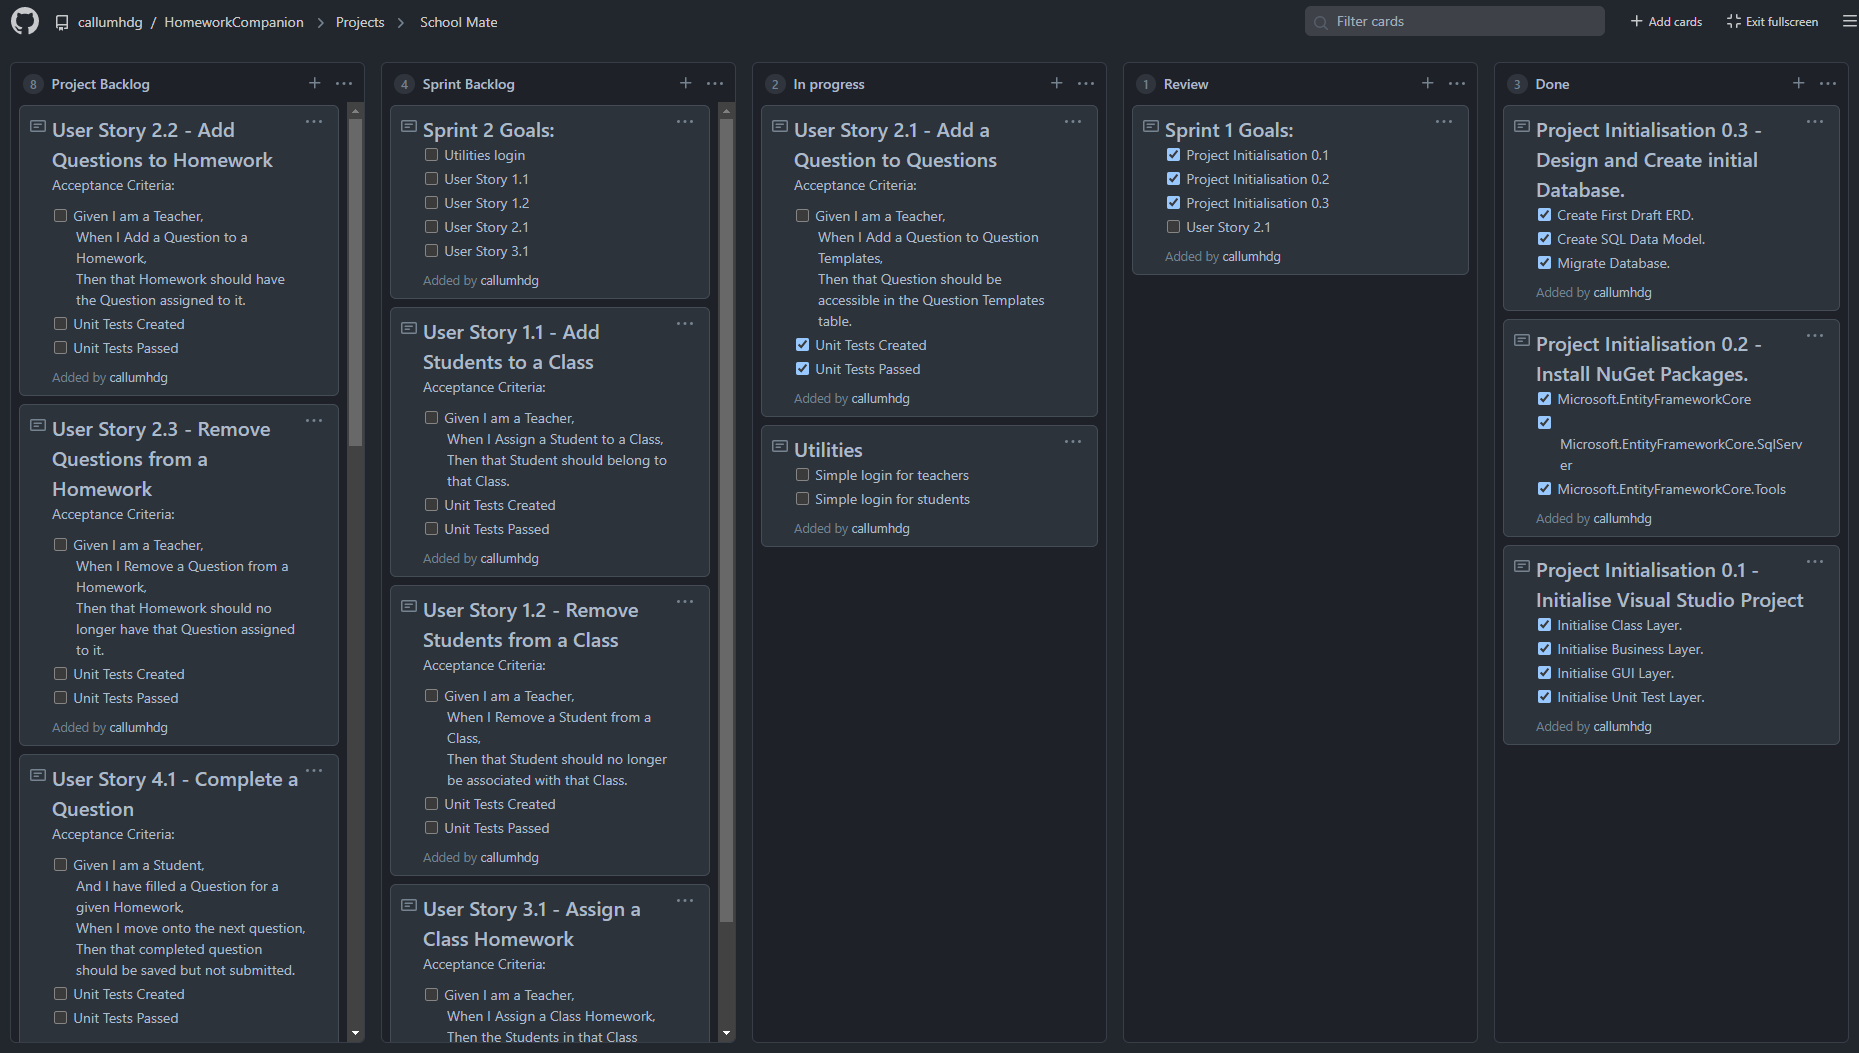 callumhdg / HomeworkCompanion > Projects > School Mate
Filter cards
+ Add cards
Exit fullscreen
8 Project Backlog
User Story 2.2 - Add
Questions to Homework
Acceptance Criteria:
Given I am a Teacher,
When I Add a Question to a
Homework,
Then that Homework should have
the Question assigned to it.
Unit Tests Created
Unit Tests Passed
Added by callumhdg
User Story 2.3 - Remove
Questions from a
Homework
Acceptance Criteria:
Given I am a Teacher,
When I Remove a Question from a
Homework,
Then that Homework should no
longer have that Question assigned
to it.
Unit Tests Created
Unit Tests Passed
Added by callumhdg
User Story 4.1 - Complete a
Question
Acceptance Criteria:
Given I am a Student,
And I have filled a Question for a
given Homework,
When I move onto the next question,
Then that completed question
should be saved but not submitted.
Unit Tests Created
Unit Tests Passed
4 Sprint Backlog
Sprint 2 Goals:
Utilities login
User Story 1.1
User Story 1.2
User Story 2.1
User Story 3.1
Added by callumhdg
User Story 1.1 - Add
Students to a Class
Acceptance Criteria:
Given I am a Teacher,
When I Assign a Student to a Class,
Then that Student should belong to
that Class.
Unit Tests Created
Unit Tests Passed
Added by callumhdg
User Story 1.2 - Remove
Students from a Class
Acceptance Criteria:
Given I am a Teacher,
When I Remove a Student from a
Class,
Then that Student should no longer
be associated with that Class.
Unit Tests Created
Unit Tests Passed
Added by callumhdg
User Story 3.1 - Assign a
Class Homework
Acceptance Criteria:
Given I am a Teacher,
When I Assign a Class Homework,
Then the Students in that Class
2 In progress
User Story 2.1 - Add a
Question to Questions
Acceptance Criteria:
Given I am a Teacher,
When I Add a Question to Question
Templates,
Then that Question should be
accessible in the Question Templates
table.
Unit Tests Created
Unit Tests Passed
Added by callumhdg
Utilities
Simple login for teachers
Simple login for students
Added by callumhdg
1 Review
Sprint 1 Goals:
Project Initialisation 0.1
Project Initialisation 0.2
Project Initialisation 0.3
User Story 2.1
Added by callumhdg
3 Done
Project Initialisation 0.3 -
Design and Create initial
Database.
Create First Draft ERD.
Create SQL Data Model.
Migrate Database.
Added by callumhdg
Project Initialisation 0.2 -
Install NuGet Packages.
Microsoft.EntityFrameworkCore
Microsoft.EntityFrameworkCore.SqlServ
er
Microsoft.EntityFrameworkCore.Tools
Added by callumhdg
Project Initialisation 0.1 -
Initialise Visual Studio Project
Initialise Class Layer.
Initialise Business Layer.
Initialise GUI Layer.
Initialise Unit Test Layer.
Added by callumhdg